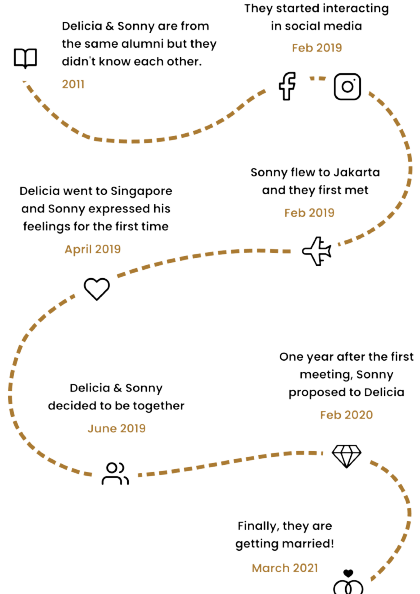 Delicia & Sonny are from
the same alumni but they
didn't know each other.
2011
They started interacting
in social media
Feb 2019
Sonny flew to Jakarta
and they first met
Feb 2019
Delicia went to Singapore
and Sonny expressed his
feelings for the first time
April 2019
Delicia & Sonny
decided to be together
June 2019
One year after the first
meeting, Sonny
proposed to Delicia
Feb 2020
Finally, they are
getting married!
March 2021